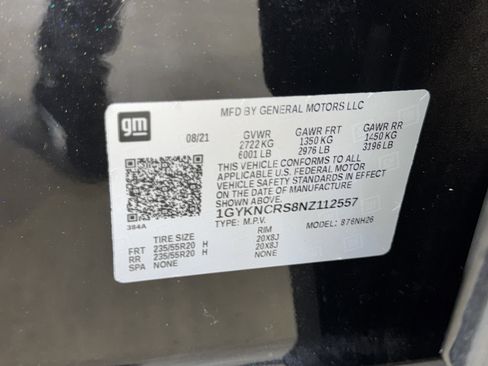 gm
MFD BY GENERAL MOTORS LLC
08/21 GVWR GAWR FRT GAWR RR
2722 KG 1350 KG 1450 KG
6001 LB 2976 LB 3196 LB
THIS VEHICLE CONFORMS TO ALL
APPLICABLE U.S. FEDERAL MOTOR
VEHICLE SAFETY STANDARDS IN EFFECT
ON THE DATE OF MANUFACTURE
SHOWN ABOVE.
1GYKNCRS8NZ112557
384A TYPE: M.P.V. MODEL: 876NH26
TIRE SIZE RIM
FRT 235/55R20 H 20X8J
RR 235/55R20 H 20X8J
SPA NONE NONE